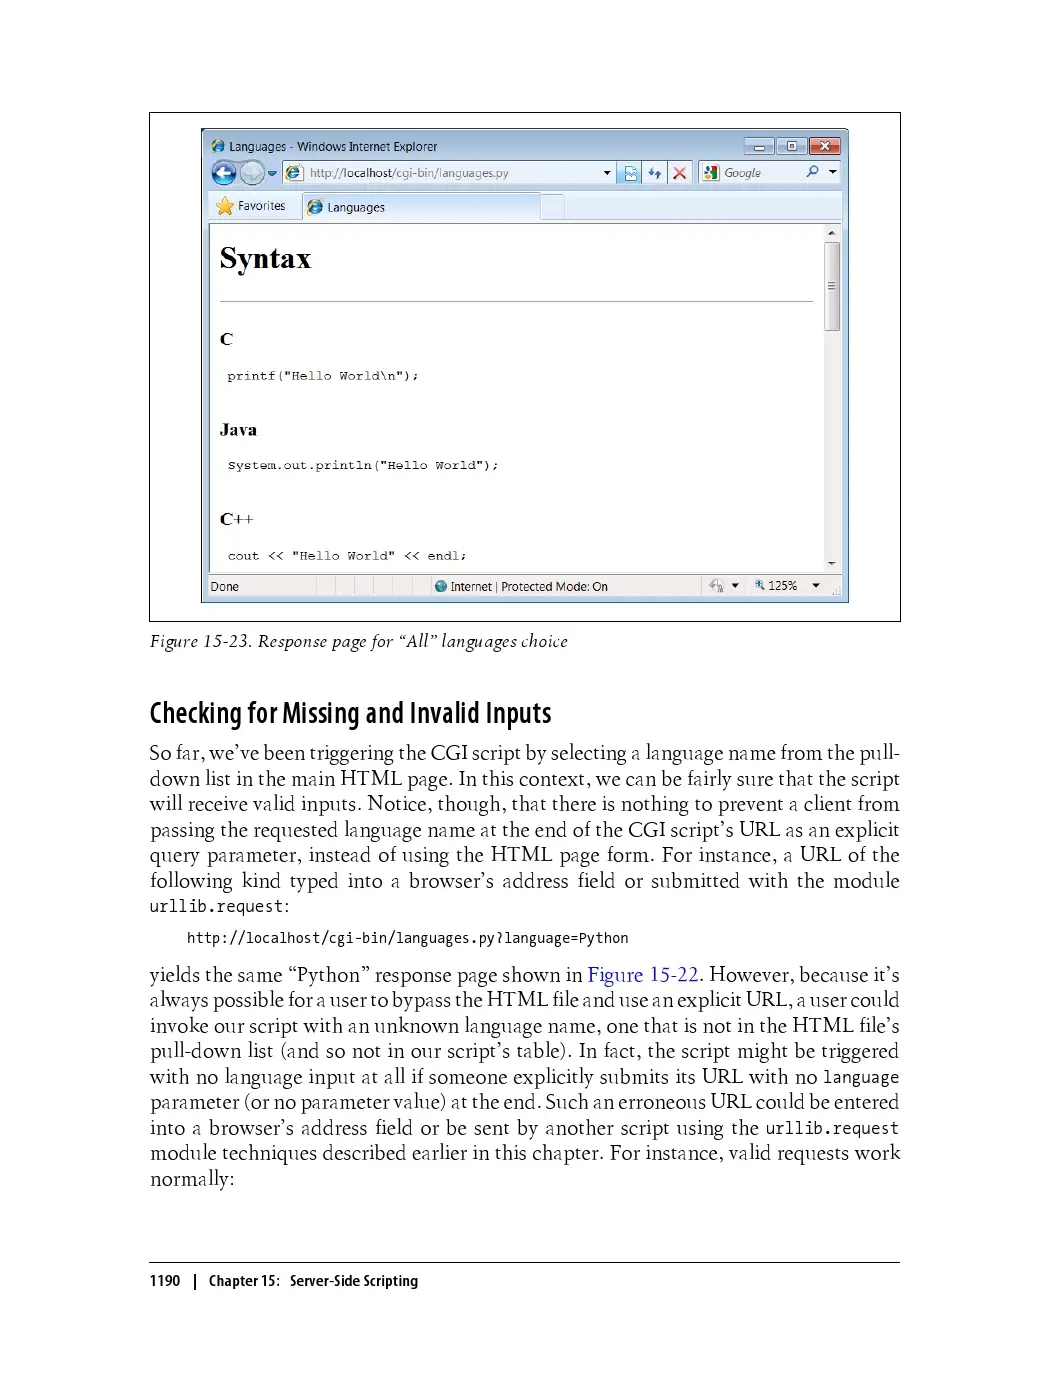 Languages - Windows Internet Explorer
http://localhost/cgi-bin/languages.py
Google
Favorites
Languages
Syntax
C
printf("Hello World\n");
Java
System.out.println("Hello World");
C++
cout << "Hello World" << endl;
Done
Internet | Protected Mode: On
125%
Figure 15-23. Response page for “All” languages choice
Checking for Missing and Invalid Inputs
So far, we’ve been triggering the CGI script by selecting a language name from the pull-
down list in the main HTML page. In this context, we can be fairly sure that the script
will receive valid inputs. Notice, though, that there is nothing to prevent a client from
passing the requested language name at the end of the CGI script’s URL as an explicit
query parameter, instead of using the HTML page form. For instance, a URL of the
following kind typed into a browser’s address field or submitted with the module
urllib.request:
http://localhost/cgi-bin/languages.py?language=Python
yields the same “Python” response page shown in Figure 15-22. However, because it’s
always possible for a user to bypass the HTML file and use an explicit URL, a user could
invoke our script with an unknown language name, one that is not in the HTML file’s
pull-down list (and so not in our script’s table). In fact, the script might be triggered
with no language input at all if someone explicitly submits its URL with no language
parameter (or no parameter value) at the end. Such an erroneous URL could be entered
into a browser’s address field or be sent by another script using the urllib.request
module techniques described earlier in this chapter. For instance, valid requests work
normally:
1190 | Chapter 15: Server-Side Scripting